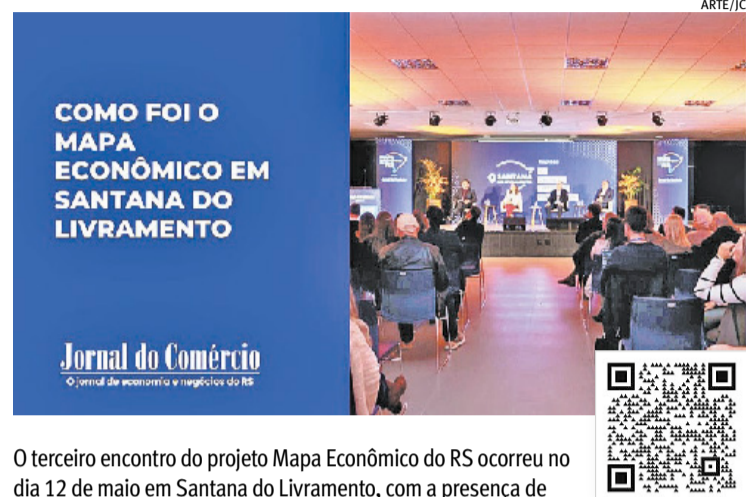 ARTE/JC
COMO FOI O
MAPA
ECONÔMICO EM
SANTANA DO
LIVRAMENTO
SANTANA
Jornal do Comércio
O jornal de economia e negócios do RS
O terceiro encontro do projeto Mapa Econômico do RS ocorreu no
dia 12 de maio em Santana do Livramento, com a presença de